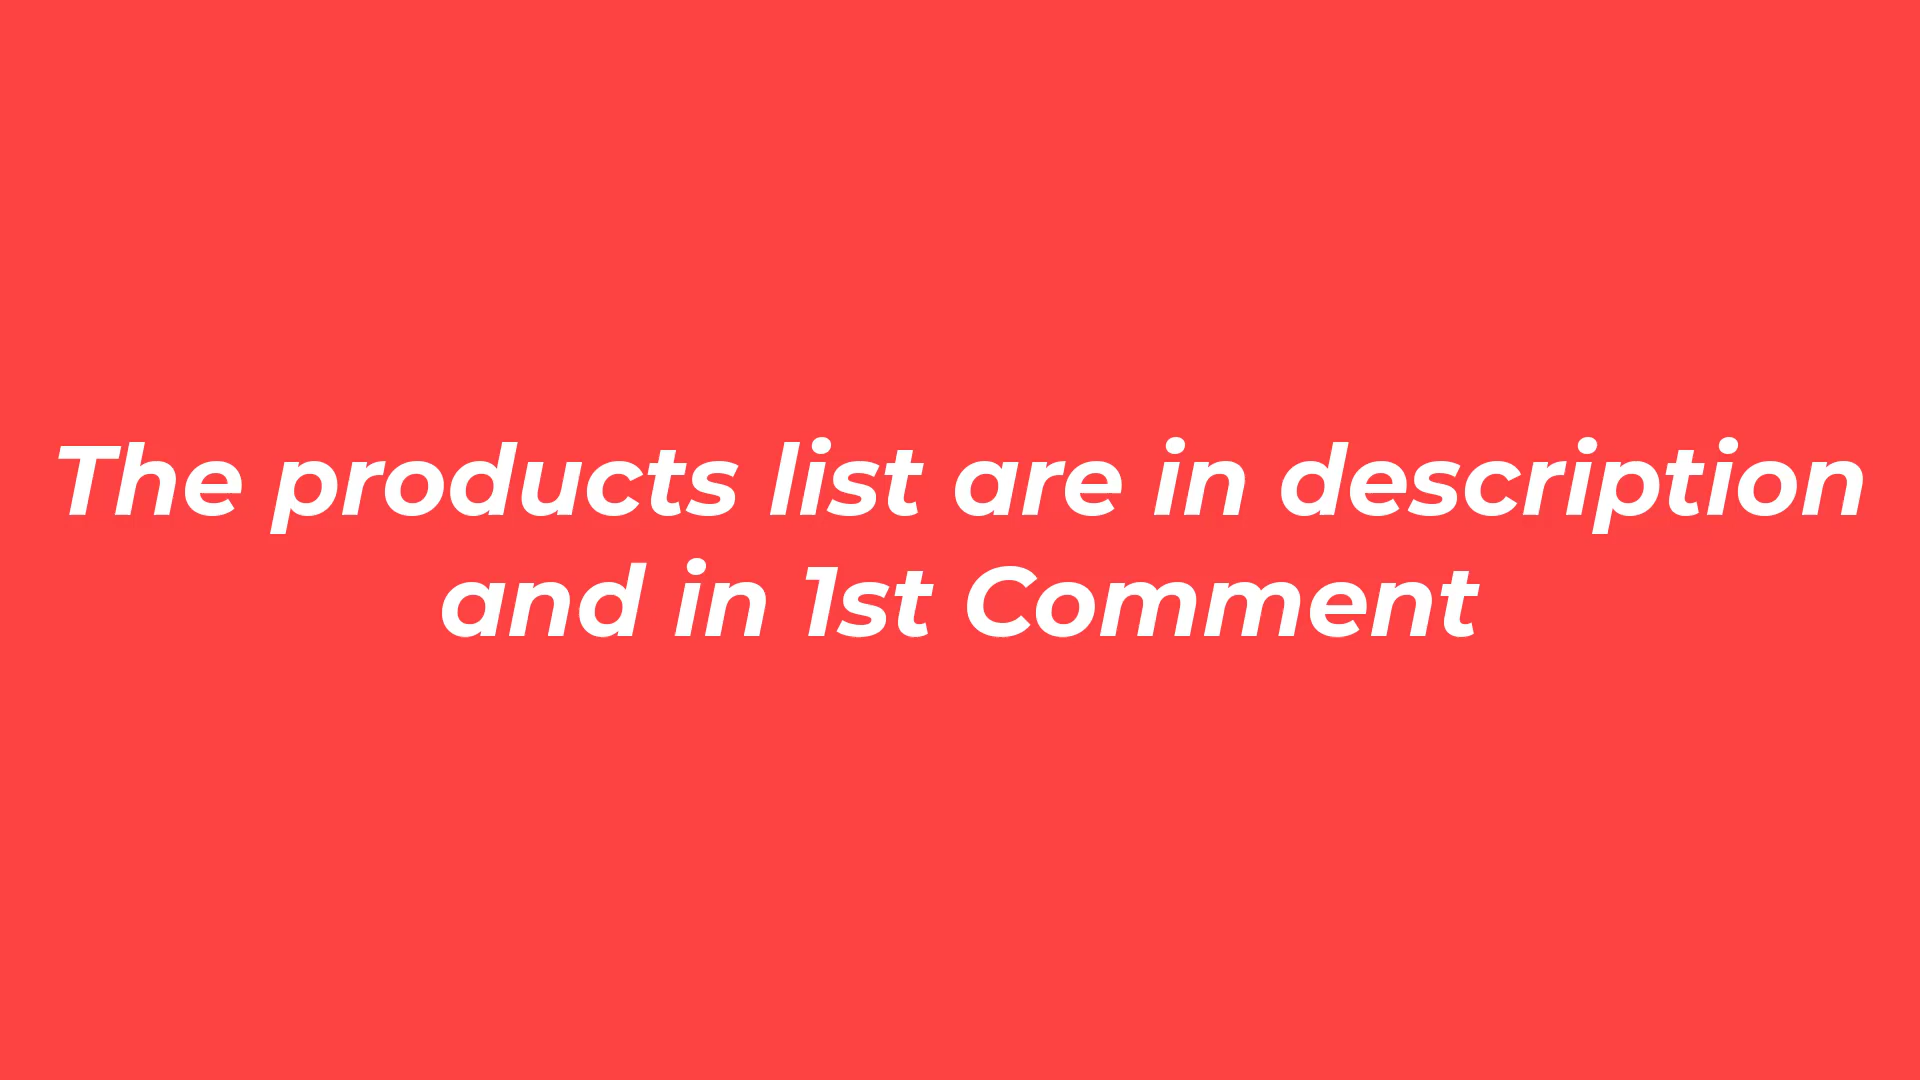 The products list are in description
and in 1st Comment